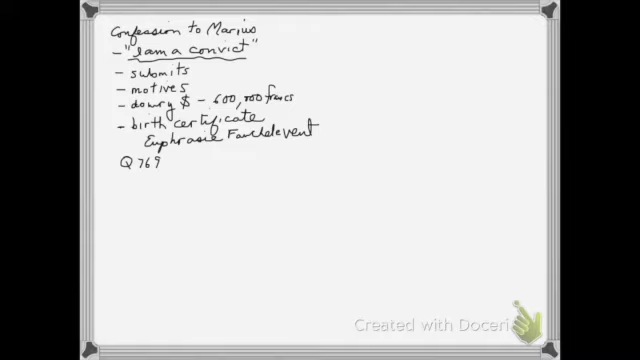 Confession to Marius
- "I am a convict"
- submits
- motives
- dowry $ - 600,000 francs
- birth certificate
Euphrasie Fauchelevent
Q 769
Created with Doceri